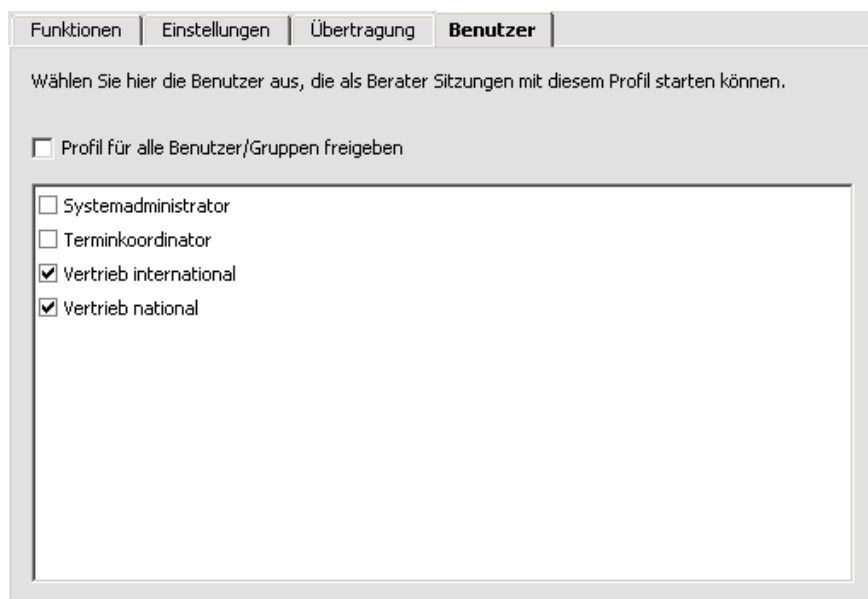 Funktionen Einstellungen Übertragung Benutzer
Wählen Sie hier die Benutzer aus, die als Berater Sitzungen mit diesem Profil starten können.
Profil für alle Benutzer/Gruppen freigeben
Systemadministrator
Terminkoordinator
Vertrieb international
Vertrieb national